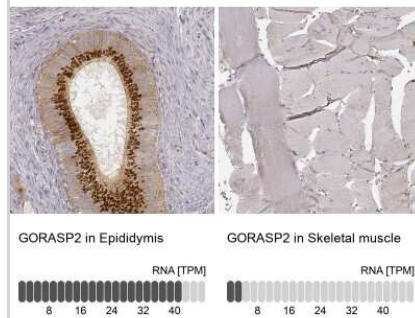 GORASP2 in Epididymis
RNA [TPM]
8 16 24 32 40
GORASP2 in Skeletal muscle
RNA [TPM]
8 16 24 32 40